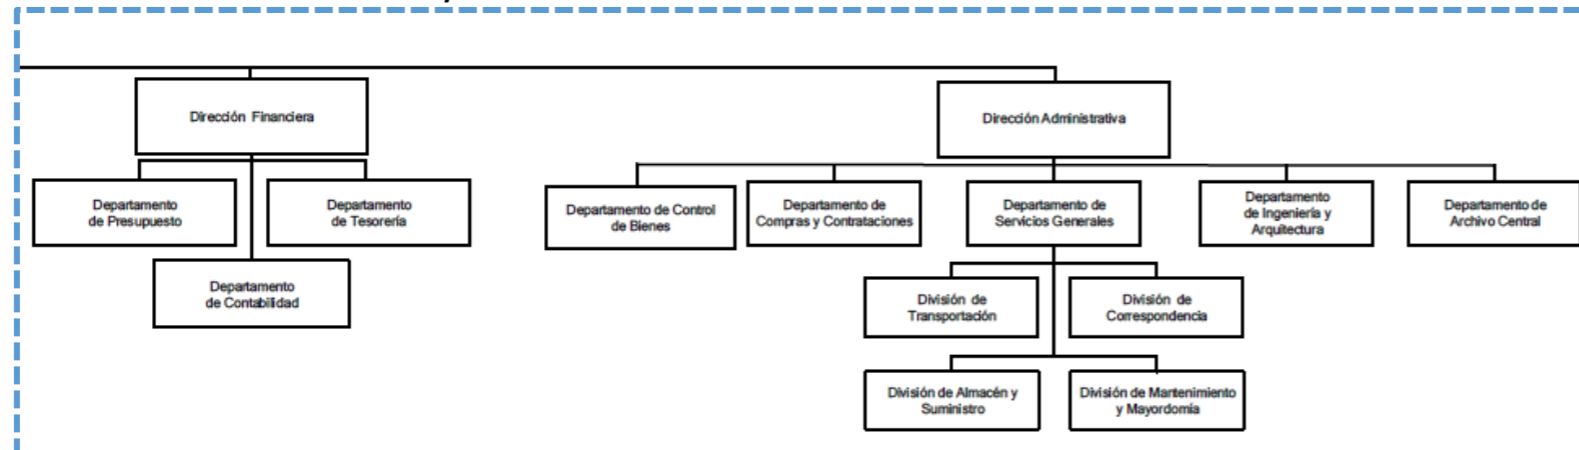 Dirección Financiera
Dirección Administrativa
Departamento
de Presupuesto
Departamento
de Tesorería
Departamento
de Contabilidad
Departamento de Control
de Bienes
Departamento de
Compras y Contrataciones
Departamento de
Servicios Generales
Departamento
de Ingeniería y
Arquitectura
Departamento de
Archivo Central
División de
Transportación
División de
Correspondencia
División de Almacén y
Suministro
División de Mantenimiento
y Mayordomía